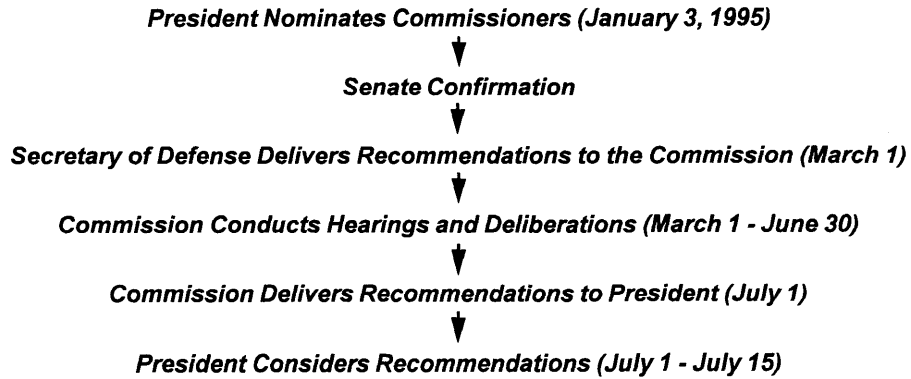 President Nominates Commissioners (January 3, 1995)
Senate Confirmation
Secretary of Defense Delivers Recommendations to the Commission (March 1)
Commission Conducts Hearings and Deliberations (March 1 - June 30)
Commission Delivers Recommendations to President (July 1)
President Considers Recommendations (July 1 - July 15)